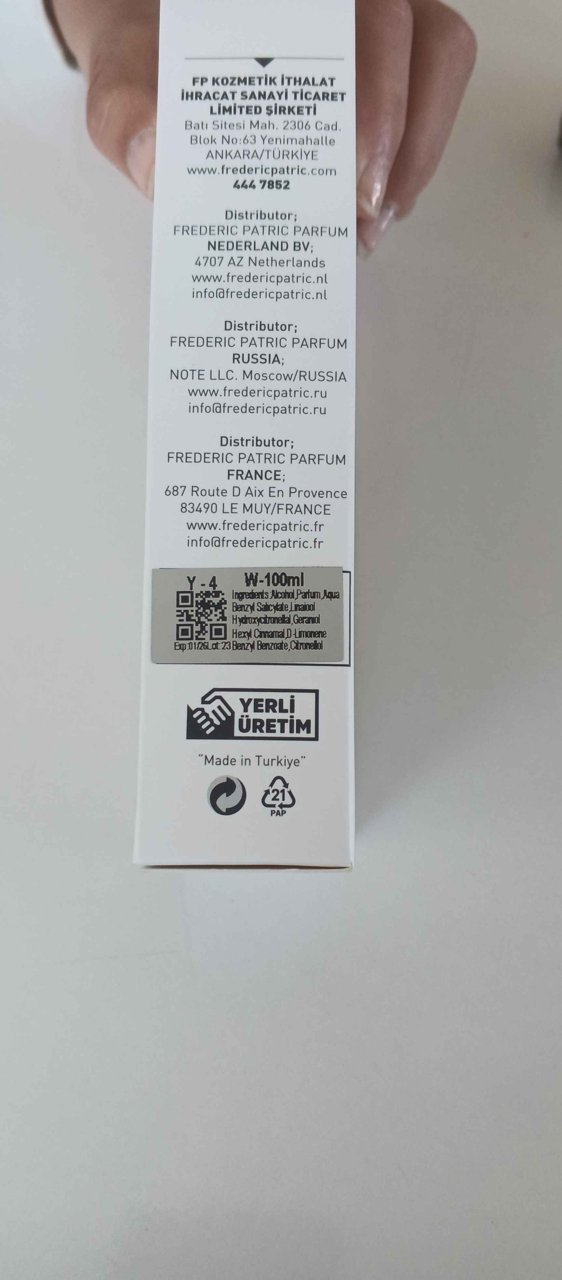 FP KOZMETİK İTHALAT
İHRACAT SANAYİ TİCARET
LİMİTED ŞİRKETİ
Batı Sitesi Mah. 2306 Cad.
Blok No:63 Yenimahalle
ANKARA/TÜRKİYE
www.fredericpatric.com
444 7852
Distributor;
FREDERIC PATRIC PARFUM
NEDERLAND BV;
4707 AZ Netherlands
www.fredericpatric.nl
info@fredericpatric.nl
Distributor;
FREDERIC PATRIC PARFUM
RUSSIA;
NOTE LLC. Moscow/RUSSIA
www.fredericpatric.ru
info@fredericpatric.ru
Distributor;
FREDERIC PATRIC PARFUM
FRANCE;
687 Route D Aix En Provence
83490 LE MUY/FRANCE
www.fredericpatric.fr
info@fredericpatric.fr
Y - 4 W-100ml
Ingredients:Alcohol,Parfum,Aqua
Benzyl Salicylate,Linalool
Hydroxycitronellal,Geraniol
Hexyl Cinnamal,D-Limonene
Exp:01/26Lot:23 Benzyl Benzoate,Citronellol
YERLİ
ÜRETİM
"Made in Turkiye"
21
PAP